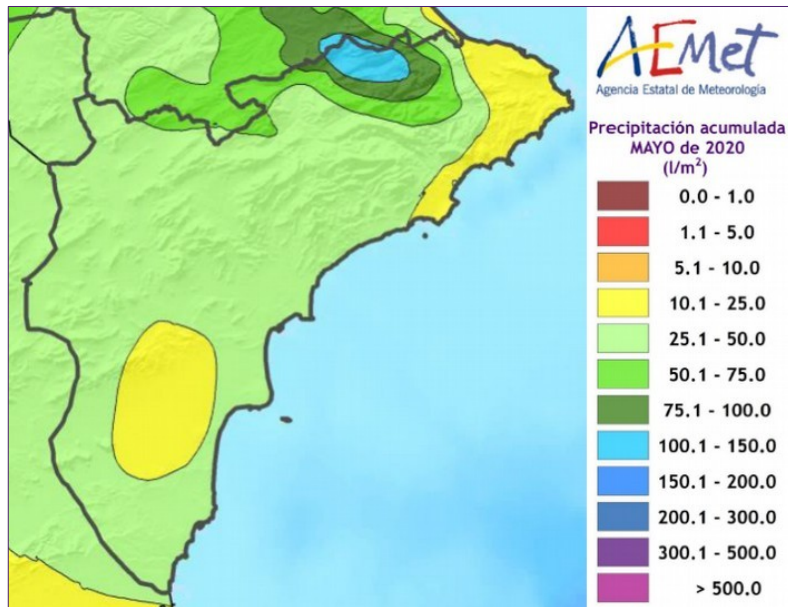 AEMet
Agencia Estatal de Meteorología
Precipitación acumulada
MAYO de 2020
(l/m²)
0.0 - 1.0
1.1 - 5.0
5.1 - 10.0
10.1 - 25.0
25.1 - 50.0
50.1 - 75.0
75.1 - 100.0
100.1 - 150.0
150.1 - 200.0
200.1 - 300.0
300.1 - 500.0
> 500.0